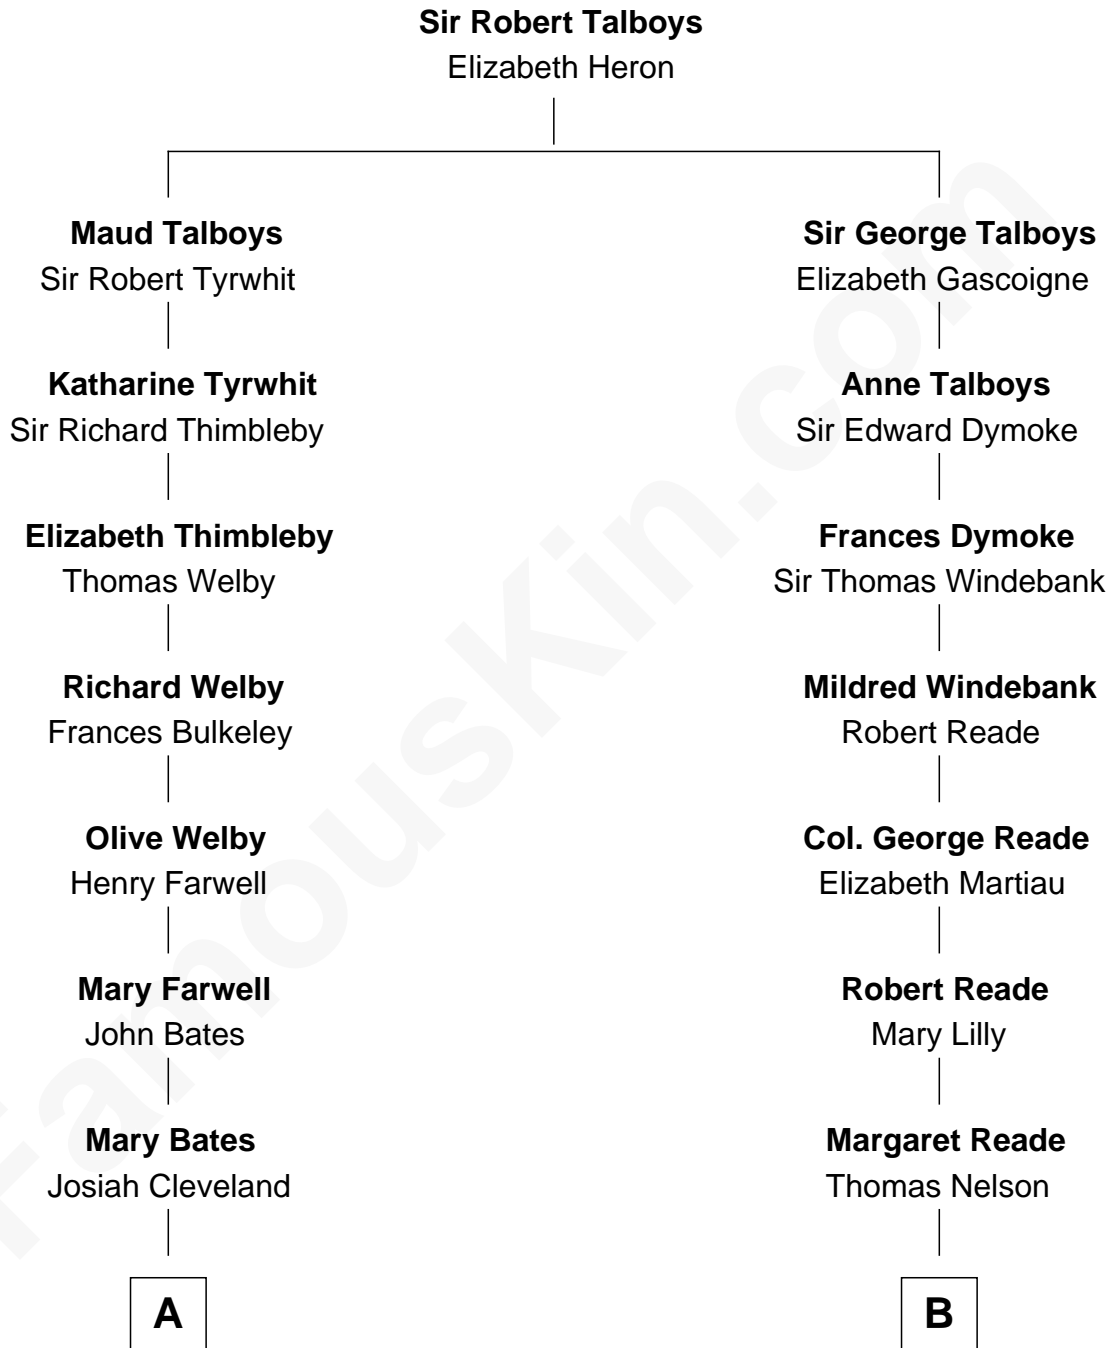 Sir Robert Talboys
Elizabeth Heron
Maud Talboys
Sir Robert Tyrwhit
Sir George Talboys
Elizabeth Gascoigne
Katharine Tyrwhit
Sir Richard Thimbleby
Anne Talboys
Sir Edward Dymoke
Elizabeth Thimbleby
Thomas Welby
Frances Dymoke
Sir Thomas Windebank
Richard Welby
Frances Bulkeley
Mildred Windebank
Robert Reade
Olive Welby
Henry Farwell
Col. George Reade
Elizabeth Martiau
Mary Farwell
John Bates
Robert Reade
Mary Lilly
Mary Bates
Josiah Cleveland
Margaret Reade
Thomas Nelson
A
B
FamousKin.com